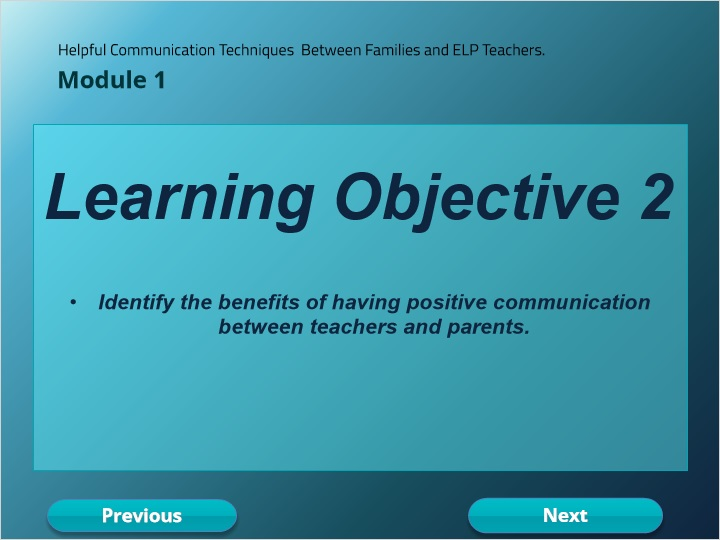 Helpful Communication Techniques  Between Families and ELP Teachers.
Module 1
Learning Objective 2
• Identify the benefits of having positive communication
between teachers and parents.
Previous
Next